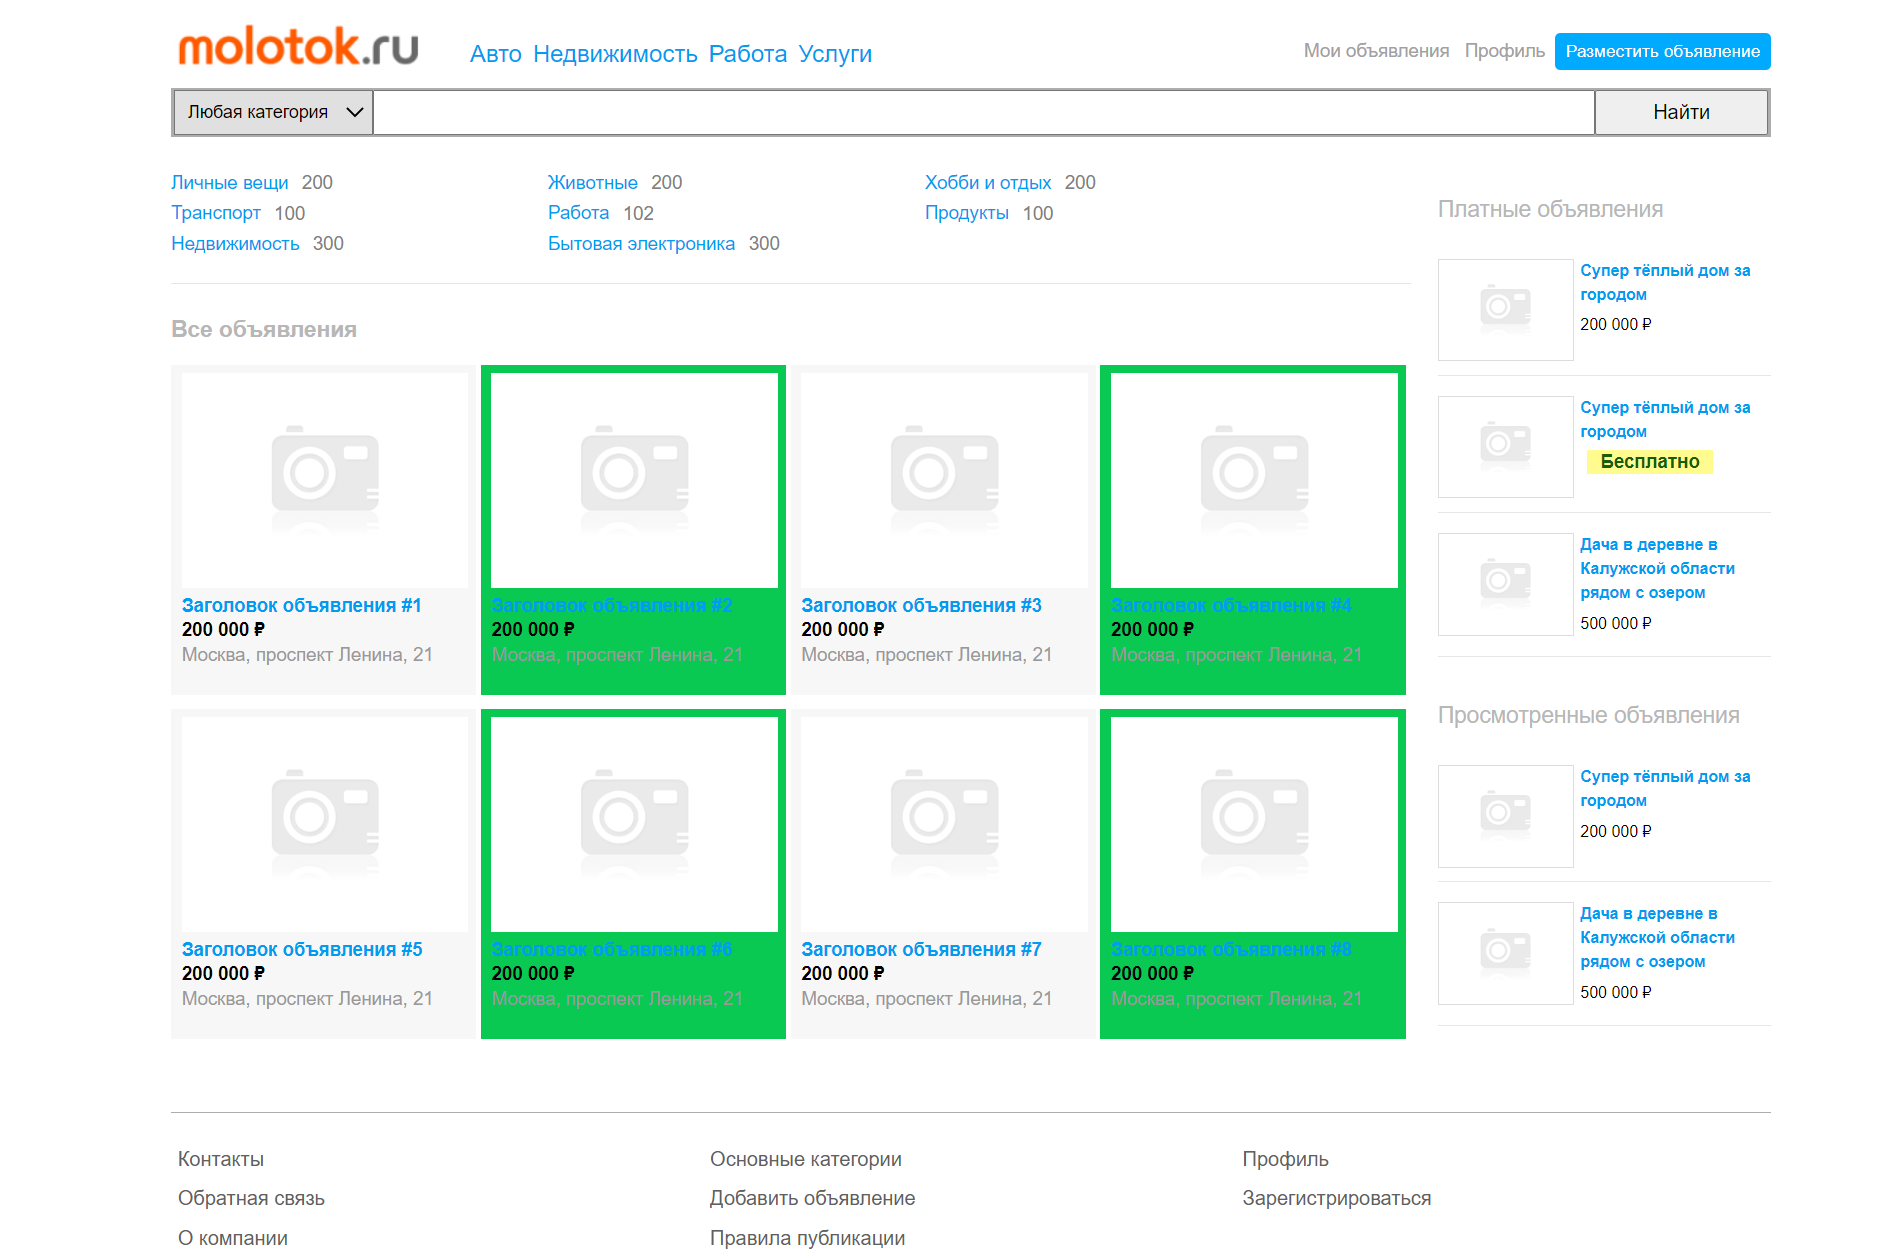 molotok.ru
Авто Недвижимость Работа Услуги
Мои объявления Профиль Разместить объявление
Любая категория
Найти
Личные вещи 200
Транспорт 100
Недвижимость 300
Животные 200
Работа 102
Бытовая электроника 300
Хобби и отдых 200
Продукты 100
Все объявления
Заголовок объявления #1
200 000 ₽
Москва, проспект Ленина, 21
Заголовок объявления #2
200 000 ₽
Москва, проспект Ленина, 21
Заголовок объявления #3
200 000 ₽
Москва, проспект Ленина, 21
Заголовок объявления #4
200 000 ₽
Москва, проспект Ленина, 21
Заголовок объявления #5
200 000 ₽
Москва, проспект Ленина, 21
Заголовок объявления #6
200 000 ₽
Москва, проспект Ленина, 21
Заголовок объявления #7
200 000 ₽
Москва, проспект Ленина, 21
Заголовок объявления #8
200 000 ₽
Москва, проспект Ленина, 21
Платные объявления
Супер тёплый дом за
городом
200 000 ₽
Супер тёплый дом за
городом
Бесплатно
Дача в деревне в
Калужской области
рядом с озером
500 000 ₽
Просмотренные объявления
Супер тёплый дом за
городом
200 000 ₽
Дача в деревне в
Калужской области
рядом с озером
500 000 ₽
Контакты
Обратная связь
О компании
Основные категории
Добавить объявление
Правила публикации
Профиль
Зарегистрироваться